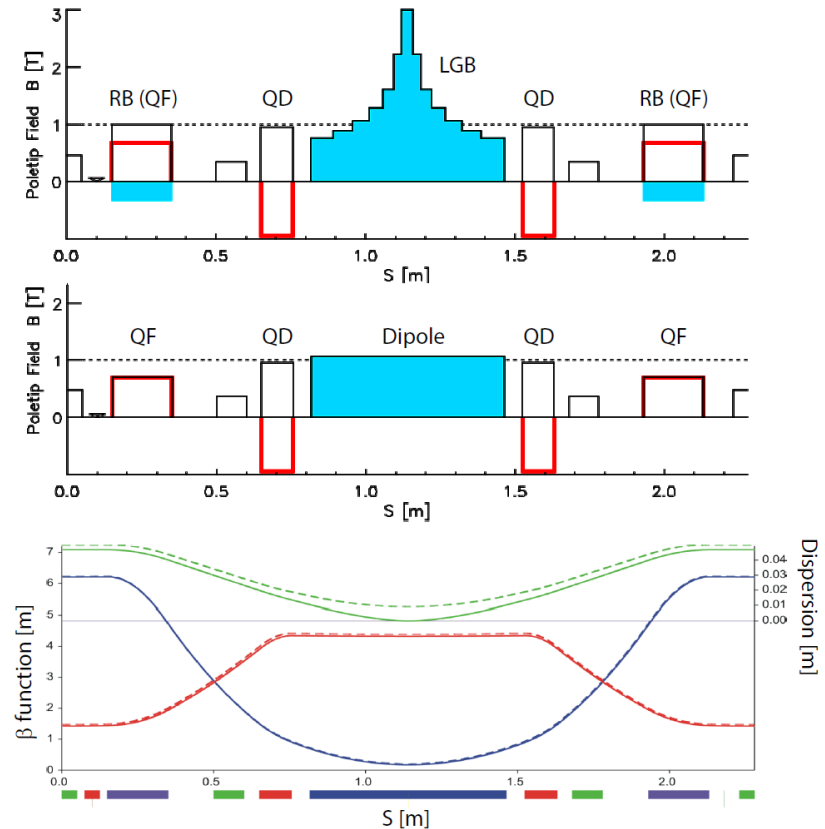 3
LGB
2
RB (QF) QD QD RB (QF)
1
0
Poletip Field B [T]
0.0 0.5 1.0 1.5 2.0
S [m]
2
QF QD Dipole QD QF
1
0
Poletip Field B [T]
0.0 0.5 1.0 1.5 2.0
S [m]
7
6
5
4
3
2
1
0
β function [m]
0.04
0.03
0.02
0.01
0.00
Dispersion [m]
0.0 0.5 1.0 1.5 2.0
S [m]